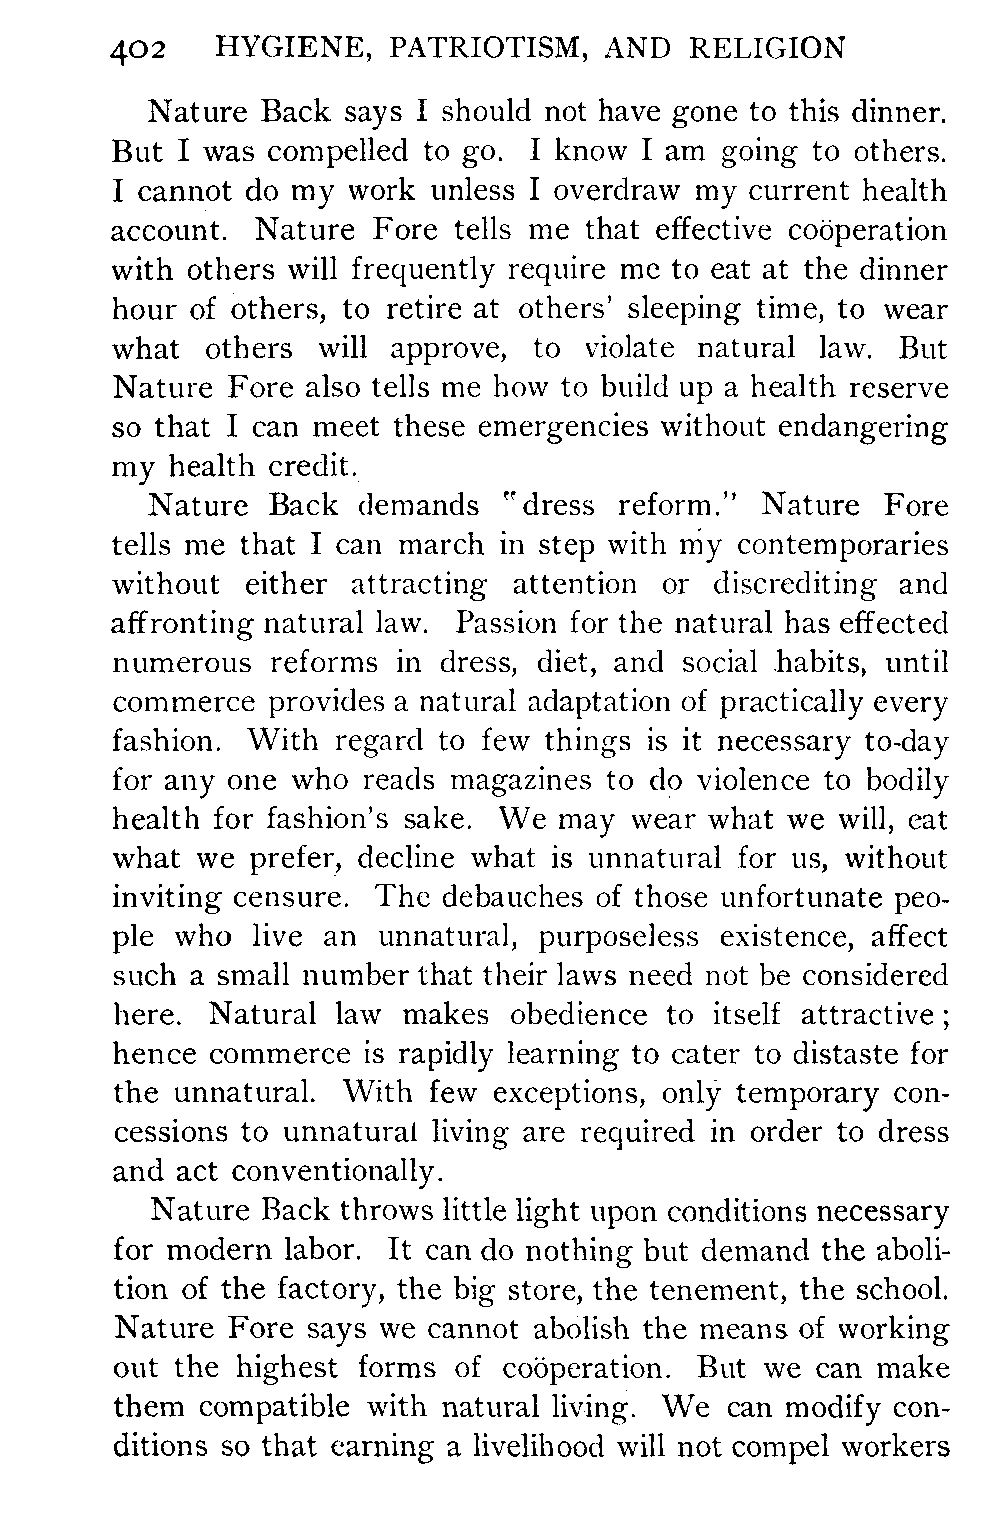 402 HYGIENE, PATRIOTISM, AND RELIGION
Nature Back says I should not have gone to this dinner.
But I was compelled to go. I know I am going to others.
I cannot do my work unless I overdraw my current health
account. Nature Fore tells me that effective coöperation
with others will frequently require me to eat at the dinner
hour of others, to retire at others' sleeping time, to wear
what others will approve, to violate natural law. But
Nature Fore also tells me how to build up a health reserve
so that I can meet these emergencies without endangering
my health credit.
Nature Back demands "dress reform." Nature Fore
tells me that I can march in step with my contemporaries
without either attracting attention or discrediting and
affronting natural law. Passion for the natural has effected
numerous reforms in dress, diet, and social habits, until
commerce provides a natural adaptation of practically every
fashion. With regard to few things is it necessary to-day
for any one who reads magazines to do violence to bodily
health for fashion's sake. We may wear what we will, eat
what we prefer, decline what is unnatural for us, without
inviting censure. The debauches of those unfortunate peo-
ple who live an unnatural, purposeless existence, affect
such a small number that their laws need not be considered
here. Natural law makes obedience to itself attractive;
hence commerce is rapidly learning to cater to distaste for
the unnatural. With few exceptions, only temporary con-
cessions to unnatural living are required in order to dress
and act conventionally.
Nature Back throws little light upon conditions necessary
for modern labor. It can do nothing but demand the aboli-
tion of the factory, the big store, the tenement, the school.
Nature Fore says we cannot abolish the means of working
out the highest forms of coöperation. But we can make
them compatible with natural living. We can modify con-
ditions so that earning a livelihood will not compel workers